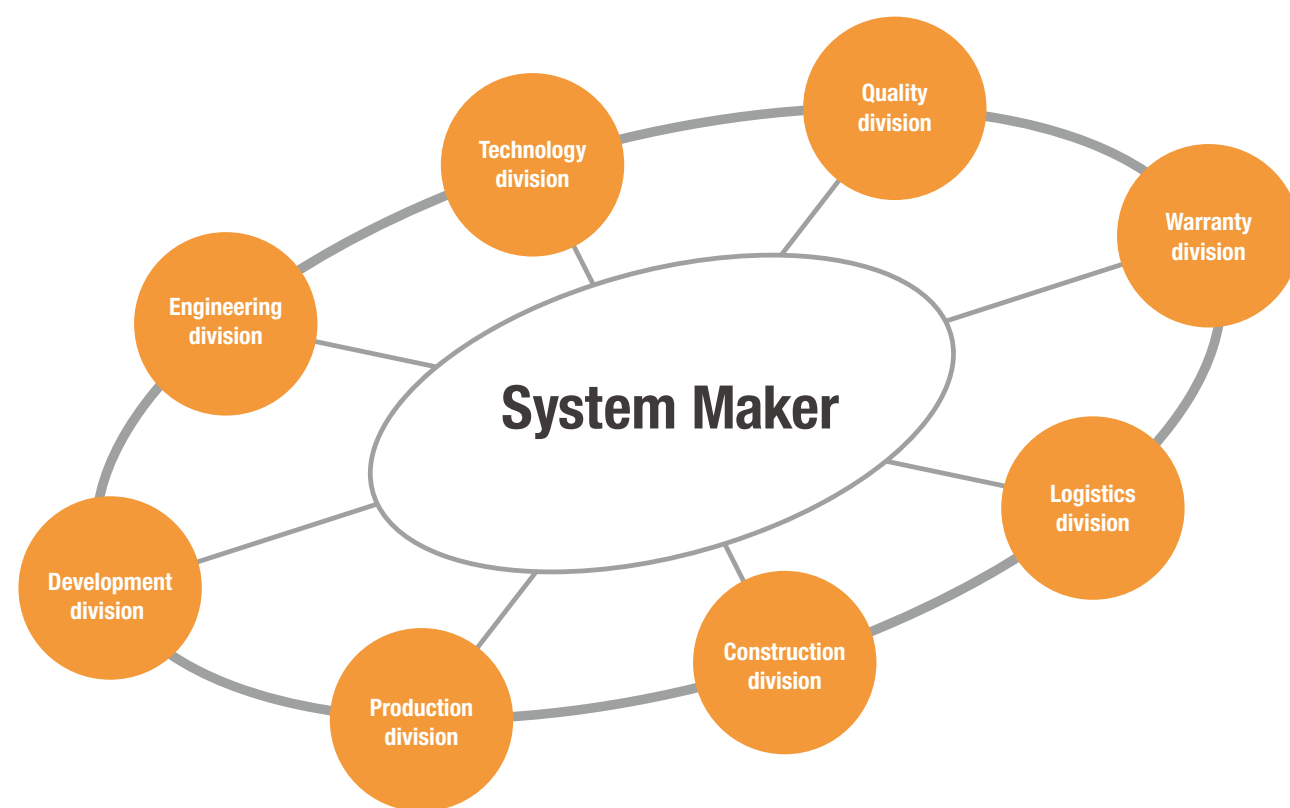 Quality
division
Technology
division
Warranty
division
Engineering
division
System Maker
Logistics
division
Development
division
Construction
division
Production
division